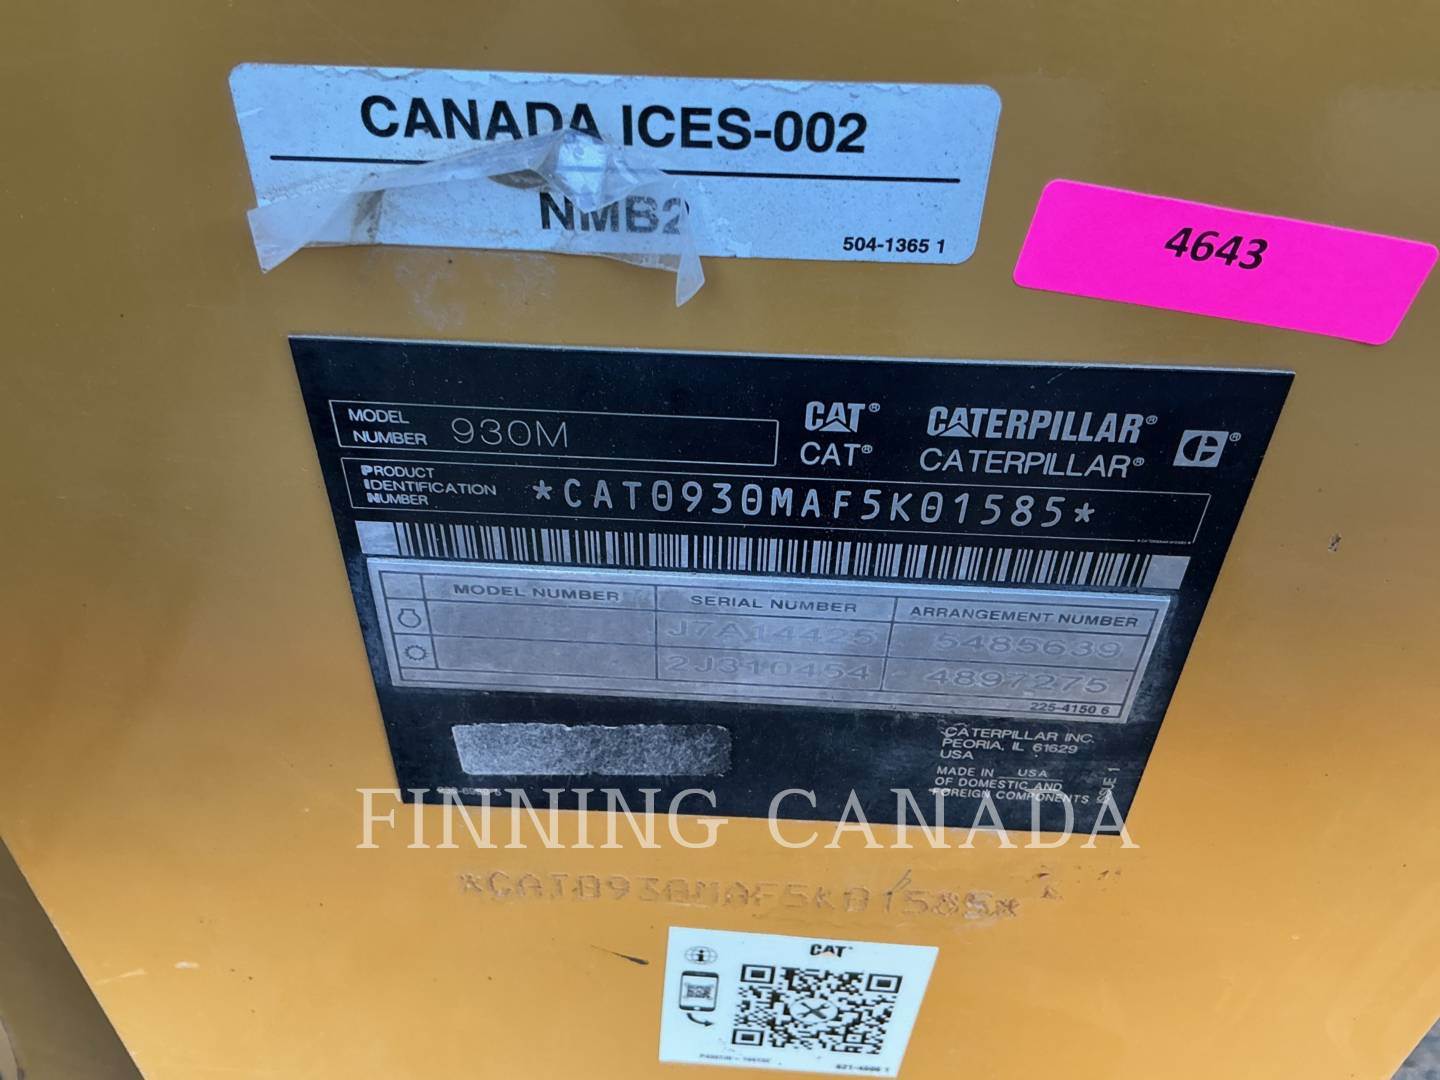 CANADA ICES-002
NMB2
504-1365 1
4643
MODEL NUMBER 930M
CAT® CATERPILLAR®
CAT® CATERPILLAR®
PRODUCT IDENTIFICATION NUMBER *CAT0930MAF5K01585*
MODEL NUMBER SERIAL NUMBER ARRANGEMENT NUMBER
J7A14425 5485639
2J310454 4897275
225-4150 6
CATERPILLAR INC.
PEORIA, IL 61629
USA
MADE IN USA
OF DOMESTIC AND
FOREIGN COMPONENTS
FINNING CANADA
*CAT0930MAF5K01585*
CAT